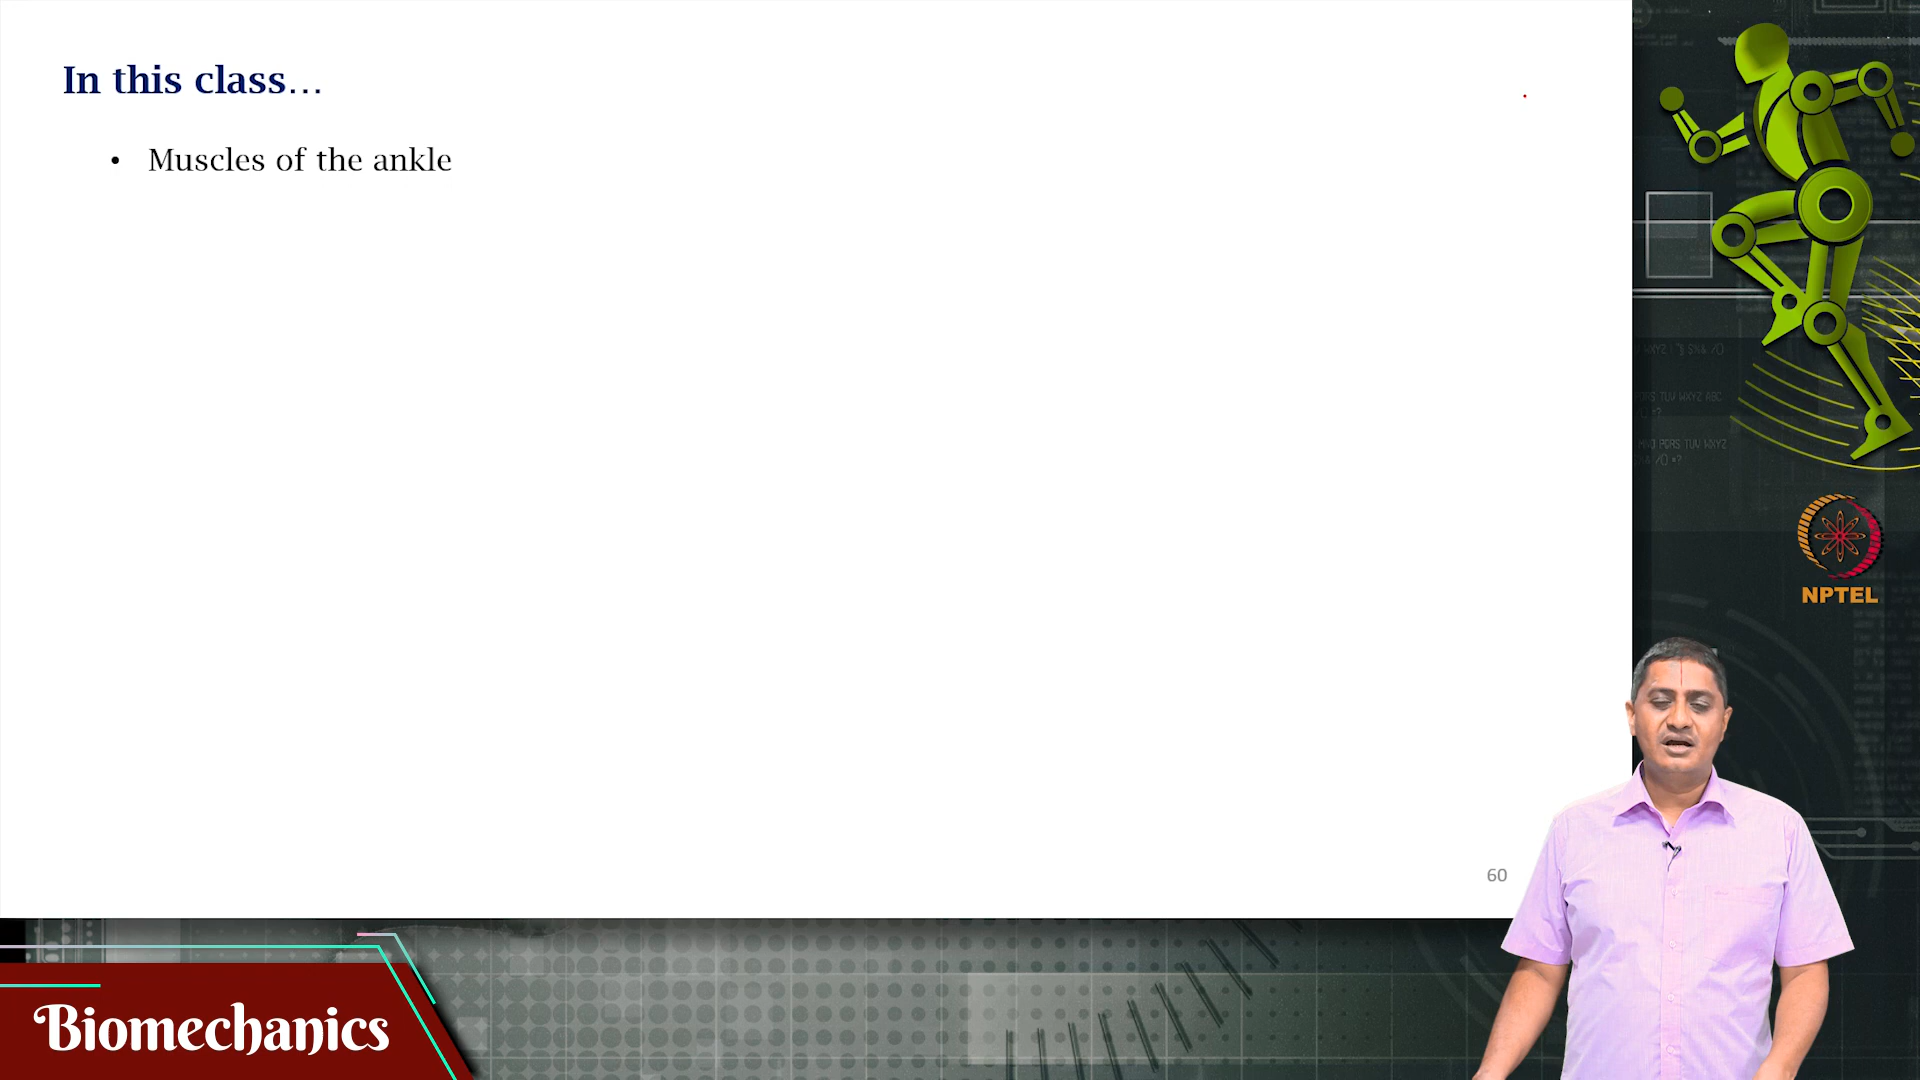 In this class…
• Muscles of the ankle
60
NPTEL
Biomechanics